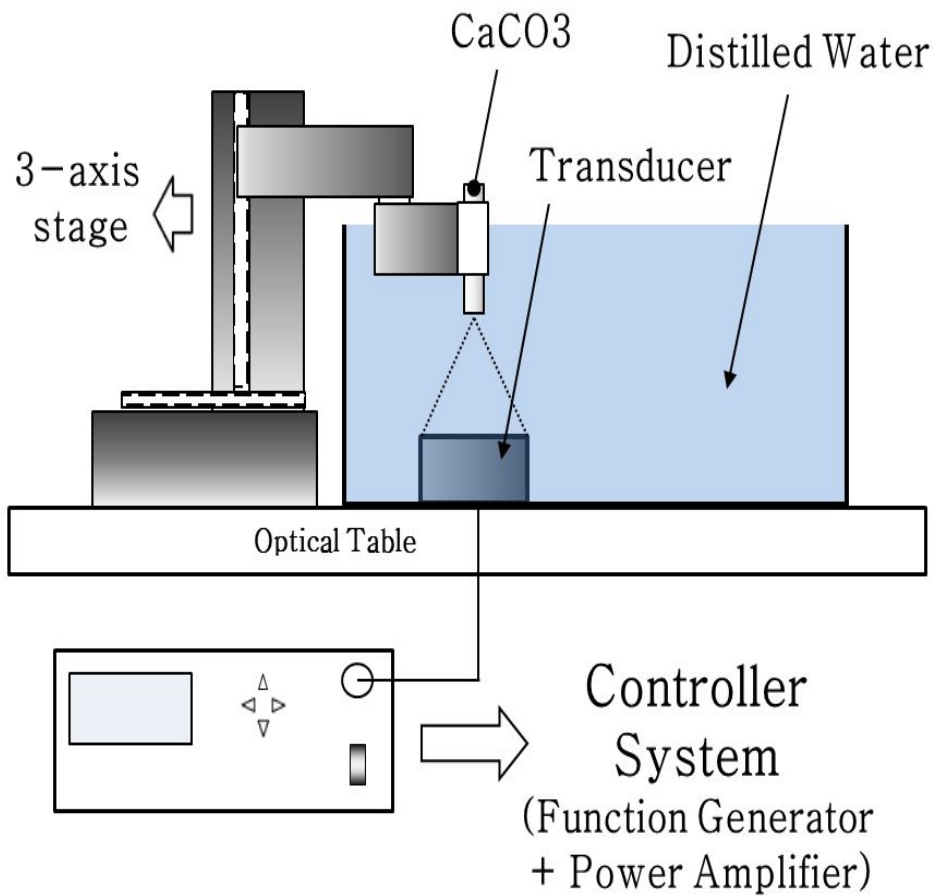 CaCO3
Distilled Water
Transducer
3-axis
stage
Optical Table
Controller
System
(Function Generator
+ Power Amplifier)